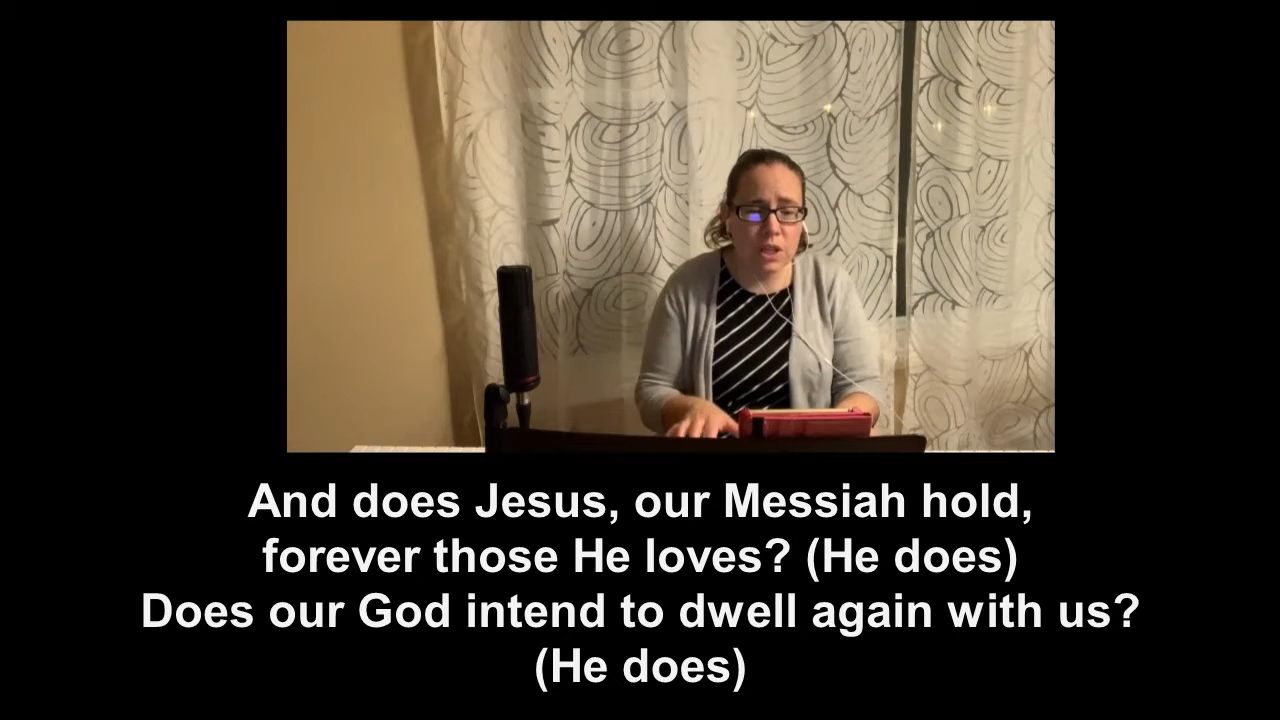 And does Jesus, our Messiah hold,
forever those He loves? (He does)
Does our God intend to dwell again with us?
(He does)